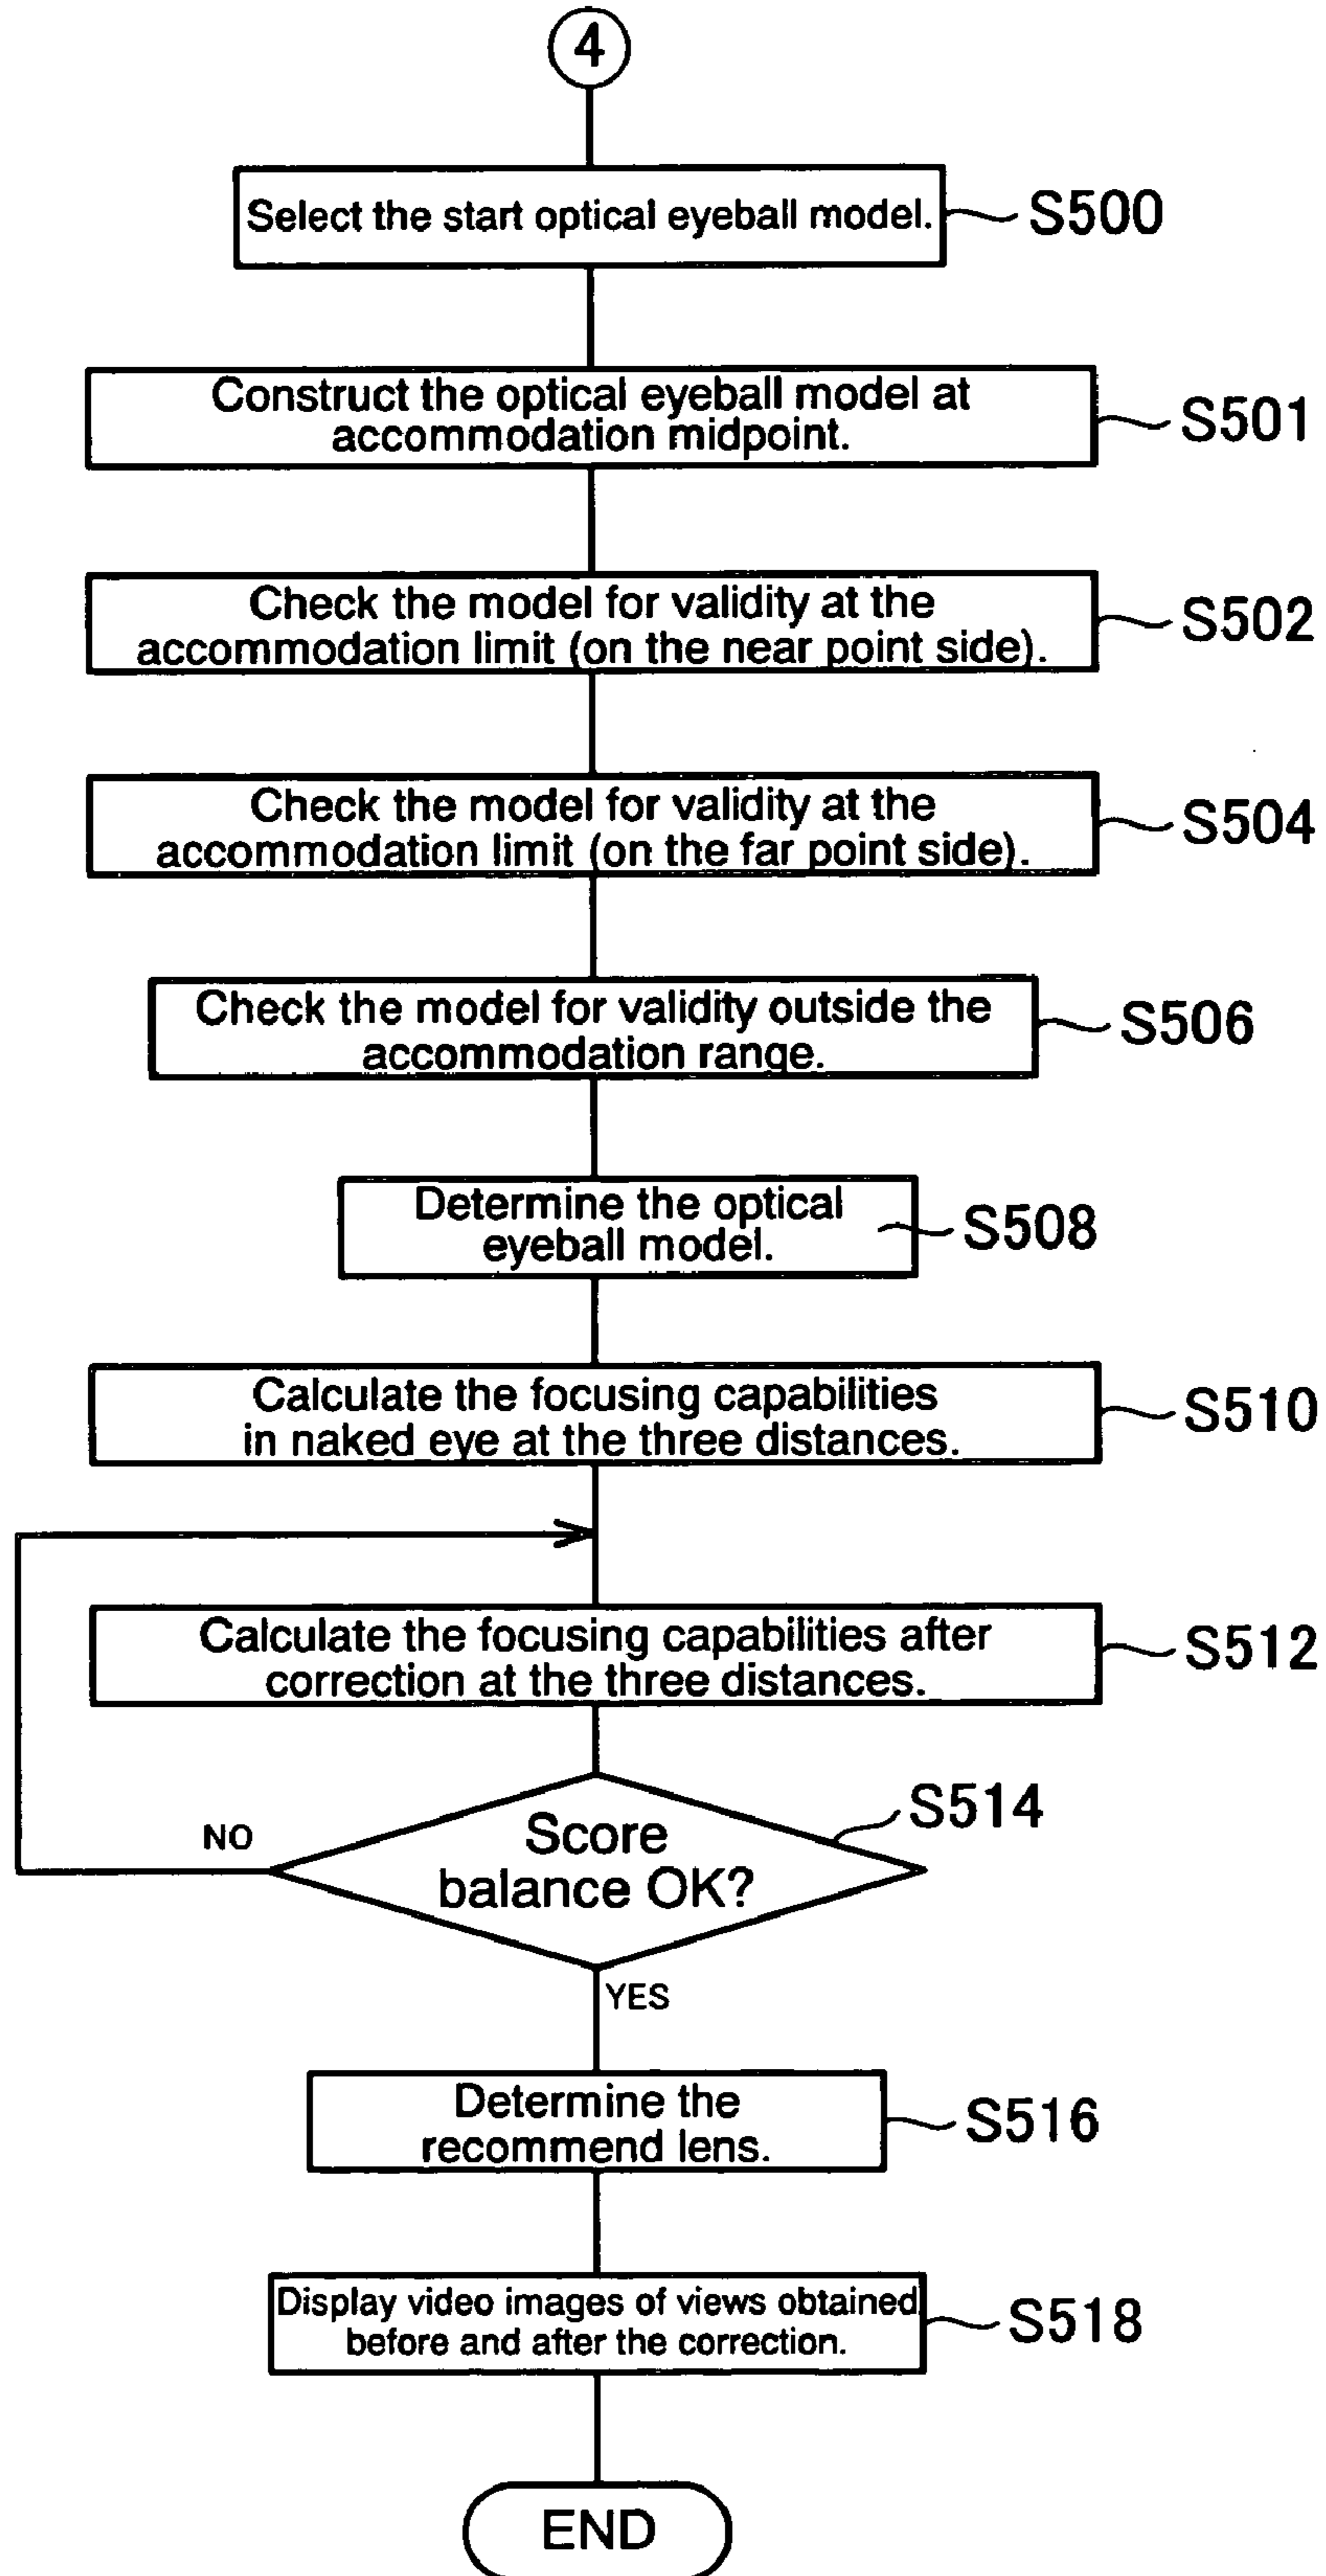 4
Select the start optical eyeball model.
S500
Construct the optical eyeball model at
accommodation midpoint.
S501
Check the model for validity at the
accommodation limit (on the near point side).
S502
Check the model for validity at the
accommodation limit (on the far point side).
S504
Check the model for validity outside the
accommodation range.
S506
Determine the optical
eyeball model.
S508
Calculate the focusing capabilities
in naked eye at the three distances.
S510
Calculate the focusing capabilities after
correction at the three distances.
S512
Score
balance OK?
S514
NO
YES
Determine the
recommend lens.
S516
Display video images of views obtained
before and after the correction.
S518
END